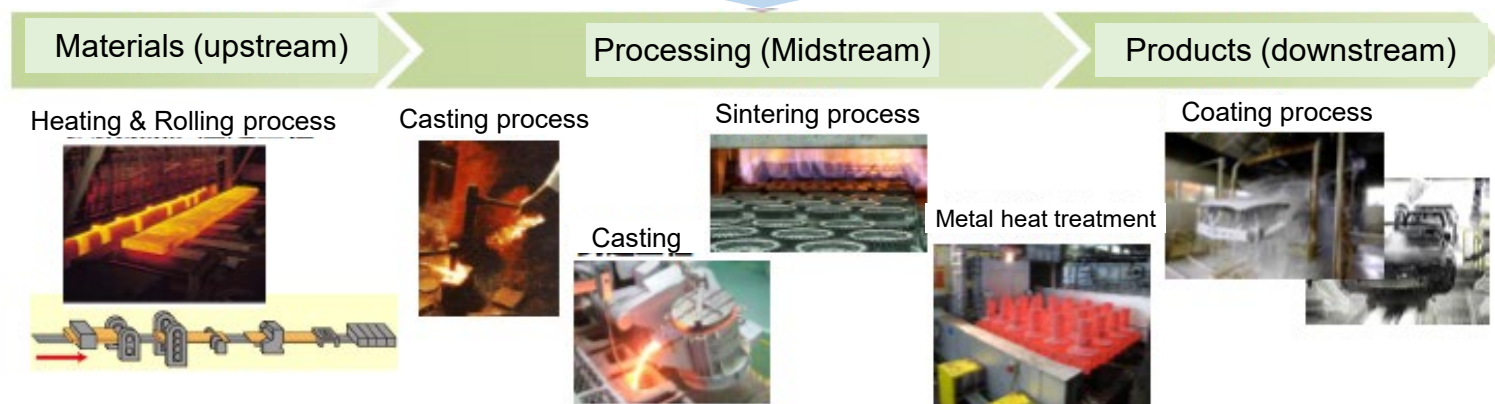 Materials (upstream)
Processing (Midstream)
Products (downstream)
Heating & Rolling process
Casting process
Sintering process
Coating process
Casting
Metal heat treatment